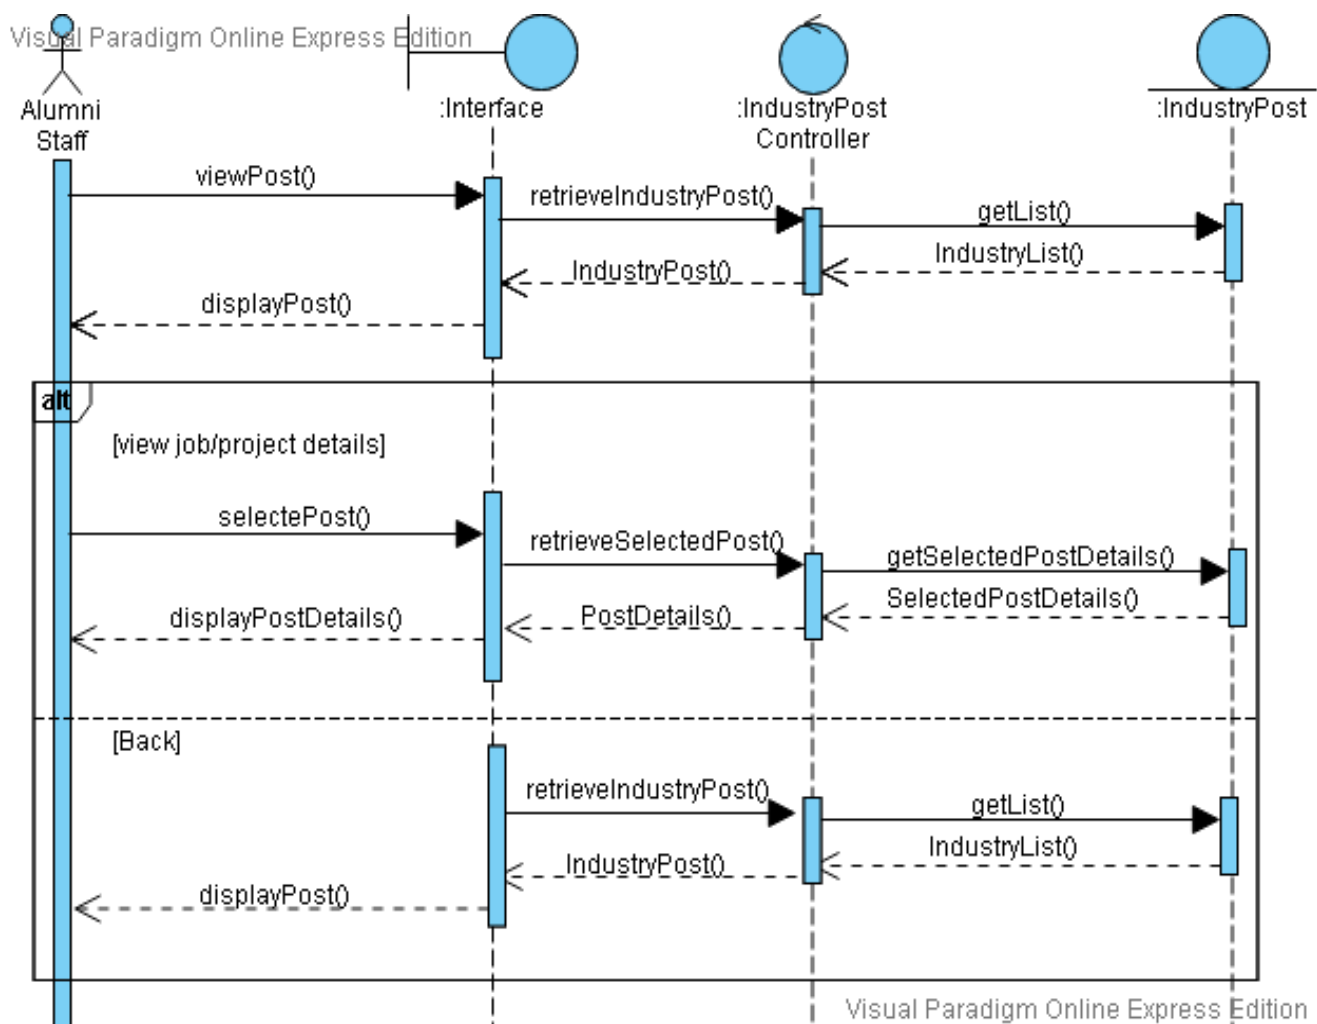 Visual Paradigm Online Express Edition
Alumni
Staff
:Interface
:IndustryPost
Controller
:IndustryPost
viewPost()
retrieveIndustryPost()
getList()
IndustryList()
IndustryPost()
displayPost()
alt
[view job/project details]
selectePost()
retrieveSelectedPost()
getSelectedPostDetails()
SelectedPostDetails()
PostDetails()
displayPostDetails()
[Back]
retrieveIndustryPost()
getList()
IndustryList()
IndustryPost()
displayPost()
Visual Paradigm Online Express Edition